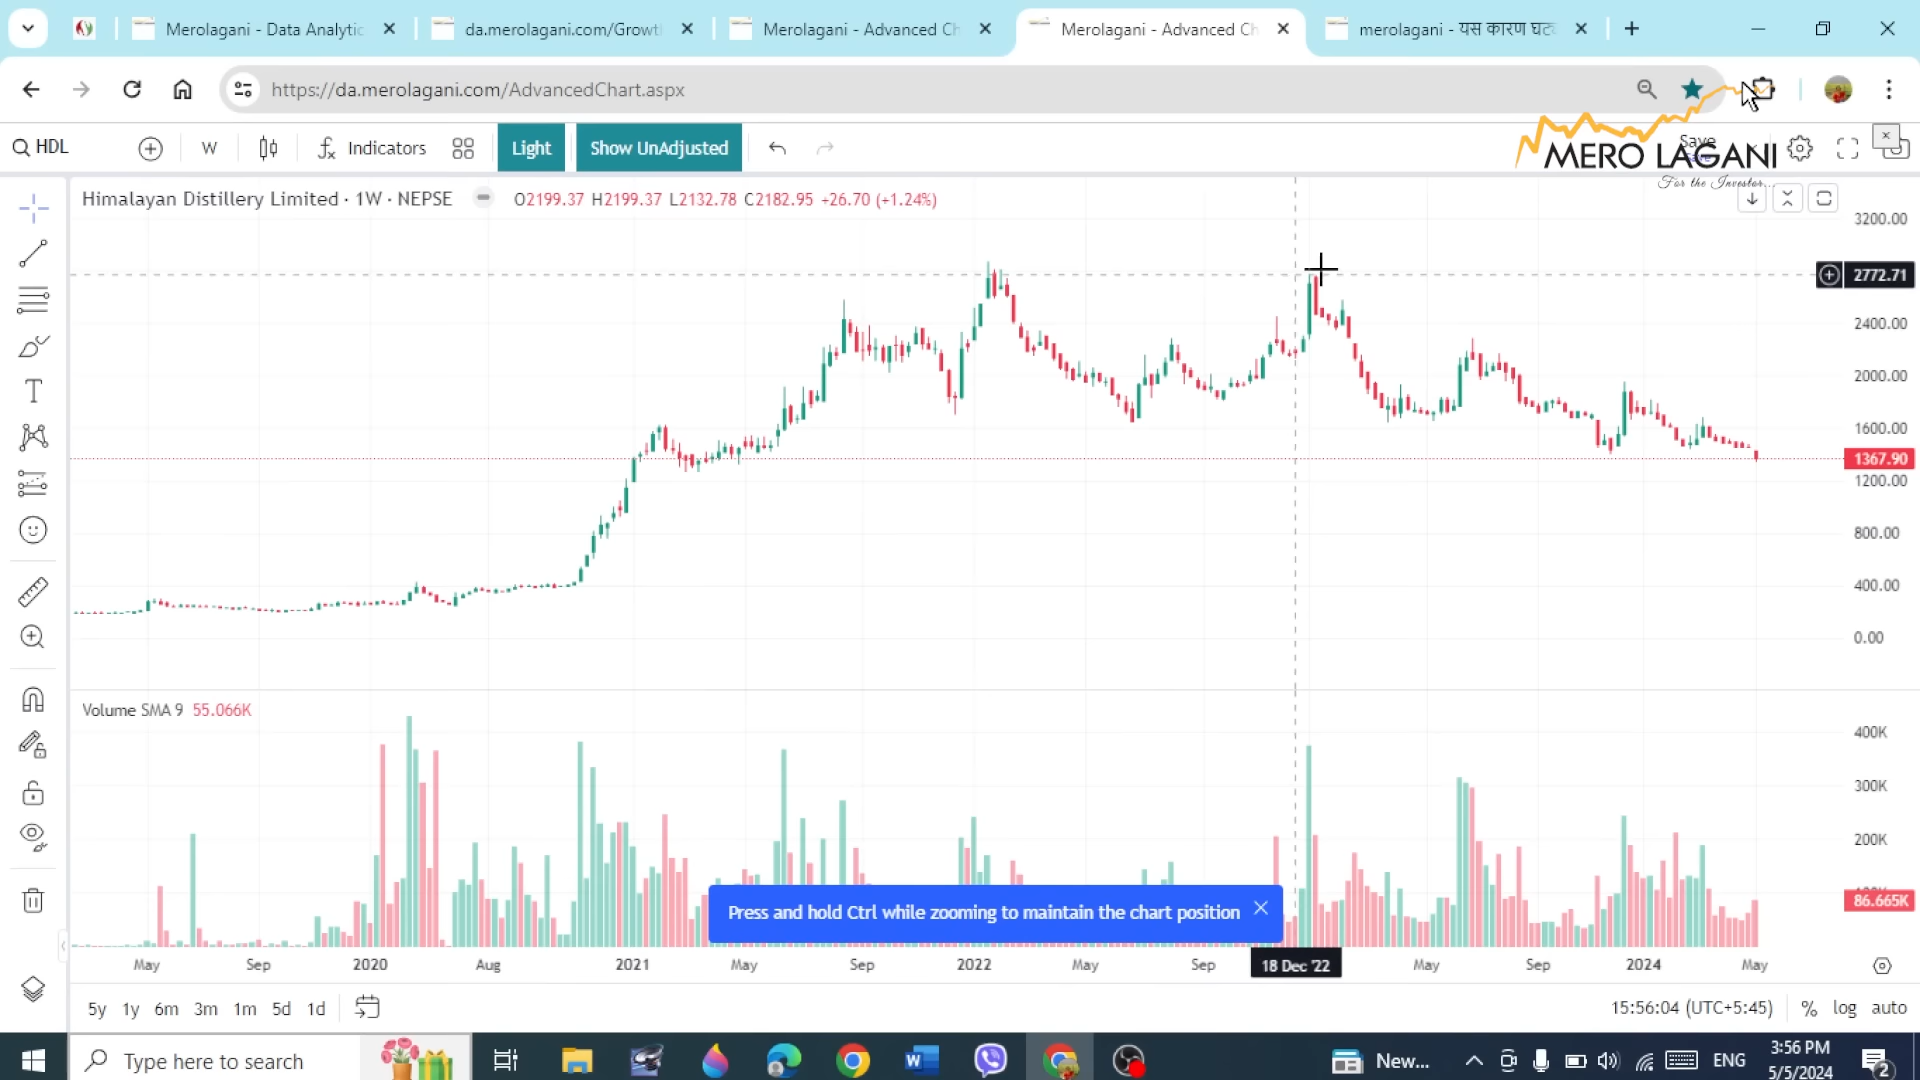 Merolagani - Data Analytic
da.merolagani.com/Growt
Merolagani - Advanced Ch
Merolagani - Advanced Ch
merolagani - यस कारण घट
https://da.merolagani.com/AdvancedChart.aspx
HDL
W
Indicators
Light
Show UnAdjusted
Save
MERO LAGANI
For the Investor...
Himalayan Distillery Limited · 1W · NEPSE
O2199.37 H2199.37 L2132.78 C2182.95 +26.70 (+1.24%)
3200.00
2772.71
2400.00
2000.00
1600.00
1367.90
1200.00
800.00
400.00
0.00
Volume SMA 9 55.066K
400K
300K
200K
86.665K
Press and hold Ctrl while zooming to maintain the chart position
May Sep 2020 Aug 2021 May Sep 2022 May Sep 18 Dec '22 May Sep 2024 May
5y 1y 6m 3m 1m 5d 1d
15:56:04 (UTC+5:45) % log auto
Type here to search
New...
ENG
3:56 PM
5/5/2024
2